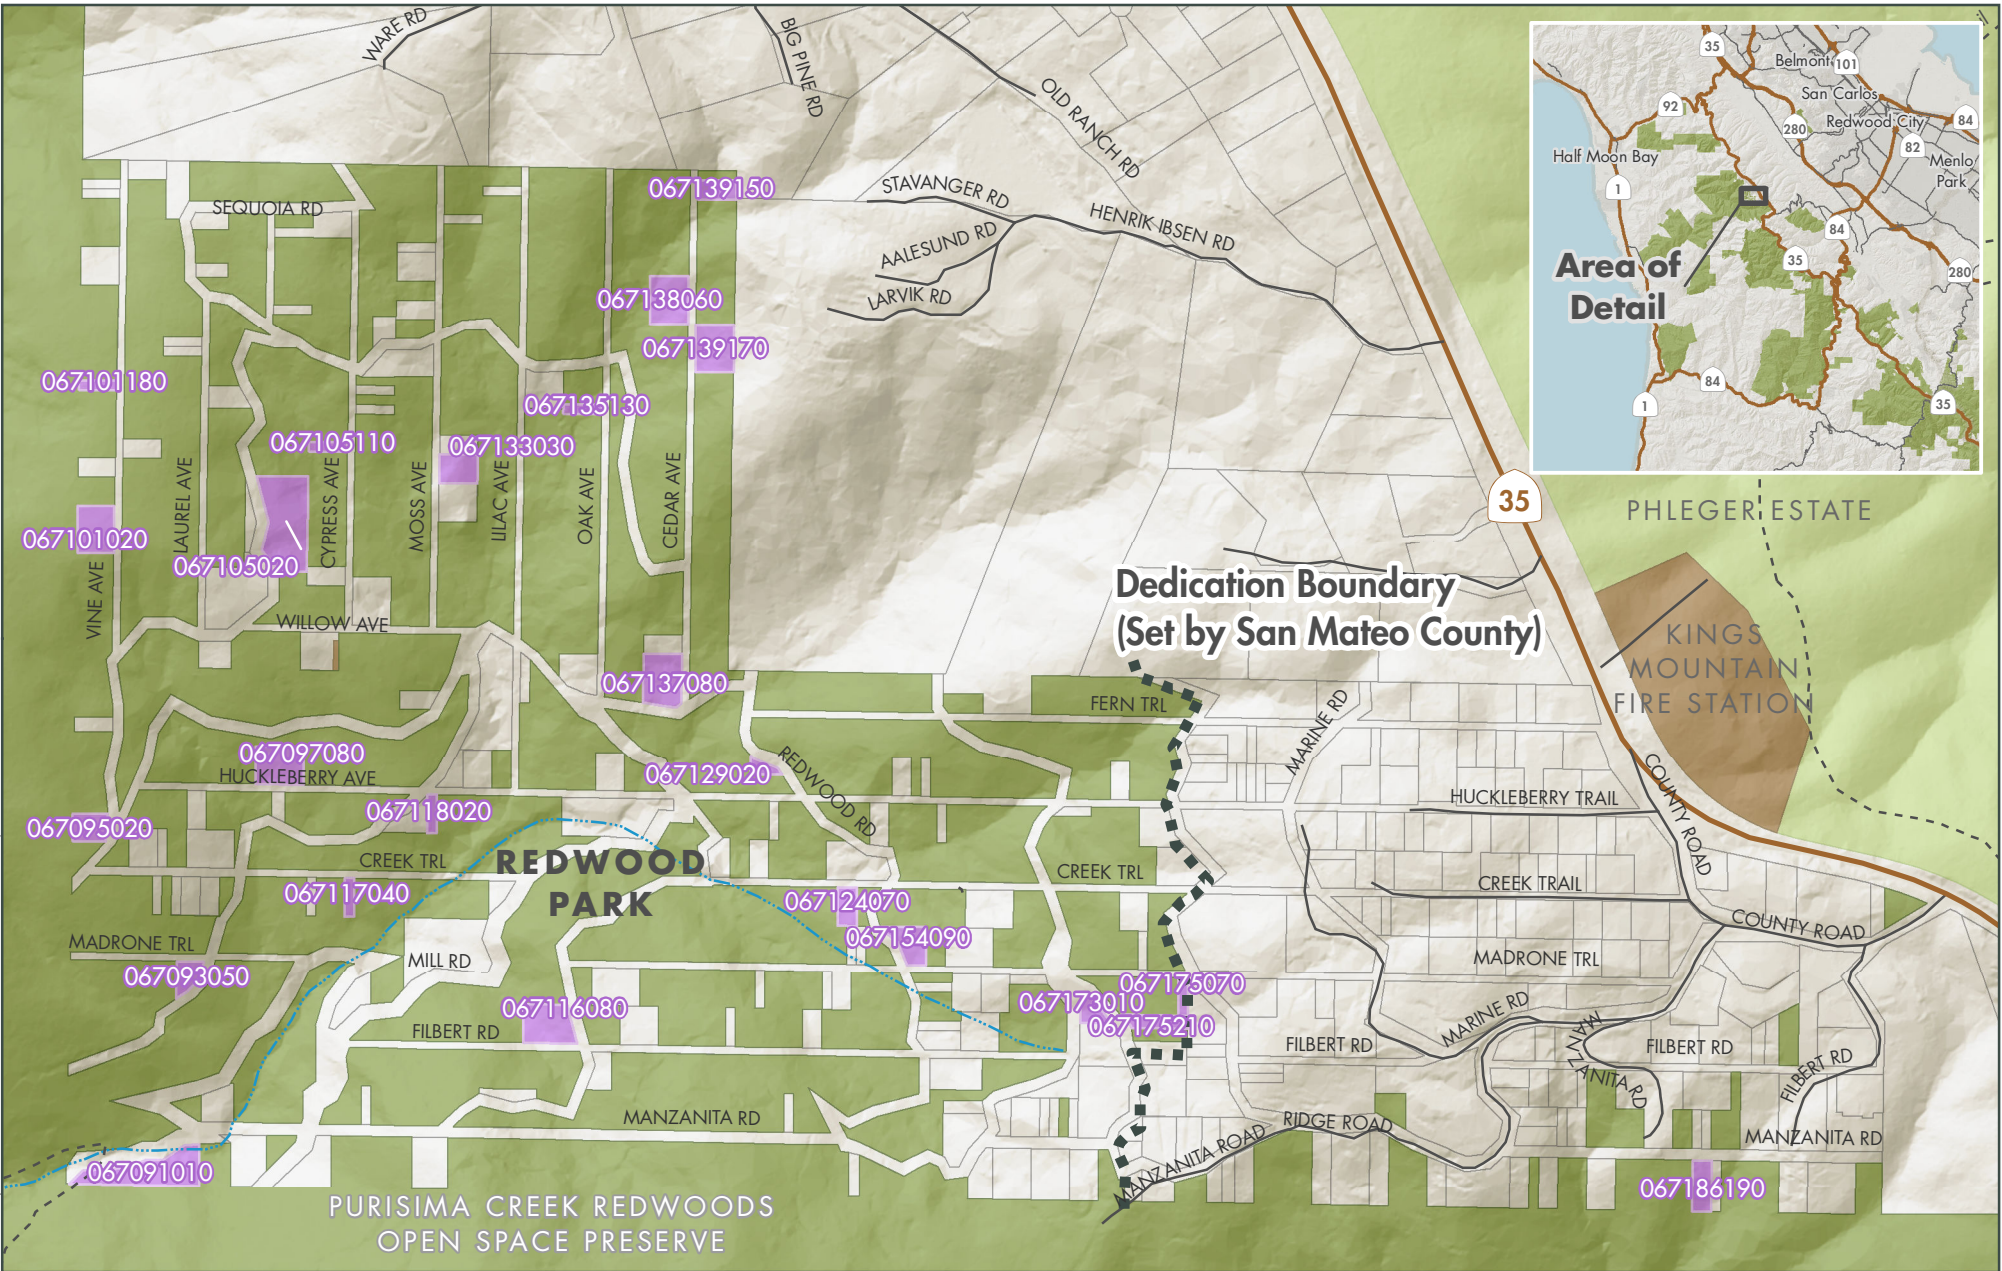 WARE RD
BIG PINE RD
OLD RANCH RD
35
Belmont
101
San Carlos
92
Redwood City
280
84
82
Half Moon Bay
Menlo
Park
1
84
35
280
Area of
Detail
84
1
35
067139150
STAVANGER RD
SEQUOIA RD
HENRIK IBSEN RD
AALESUND RD
LARVIK RD
067138060
067139170
067101180
067135130
067105110
067133030
LAUREL AVE
CYPRESS AVE
MOSS AVE
LILAC AVE
OAK AVE
CEDAR AVE
35
PHLEGER ESTATE
067101020
067105020
VINE AVE
WILLOW AVE
Dedication Boundary
(Set by San Mateo County)
KINGS
MOUNTAIN
FIRE STATION
067137080
FERN TRL
MARINE RD
067097080
HUCKLEBERRY AVE
067129020
REDWOOD RD
COUNTY ROAD
HUCKLEBERRY TRAIL
067118020
067095020
REDWOOD
PARK
CREEK TRL
CREEK TRL
CREEK TRAIL
067117040
067124070
COUNTY ROAD
MADRONE TRL
067154090
MILL RD
MADRONE TRL
067093050
067175070
067173010
067175210
067116080
MARINE RD
FILBERT RD
FILBERT RD
MANZANITA RD
FILBERT RD
FILBERT RD
MANZANITA RD
RIDGE ROAD
MANZANITA RD
MANZANITA ROAD
067091010
067186190
PURISIMA CREEK REDWOODS
OPEN SPACE PRESERVE